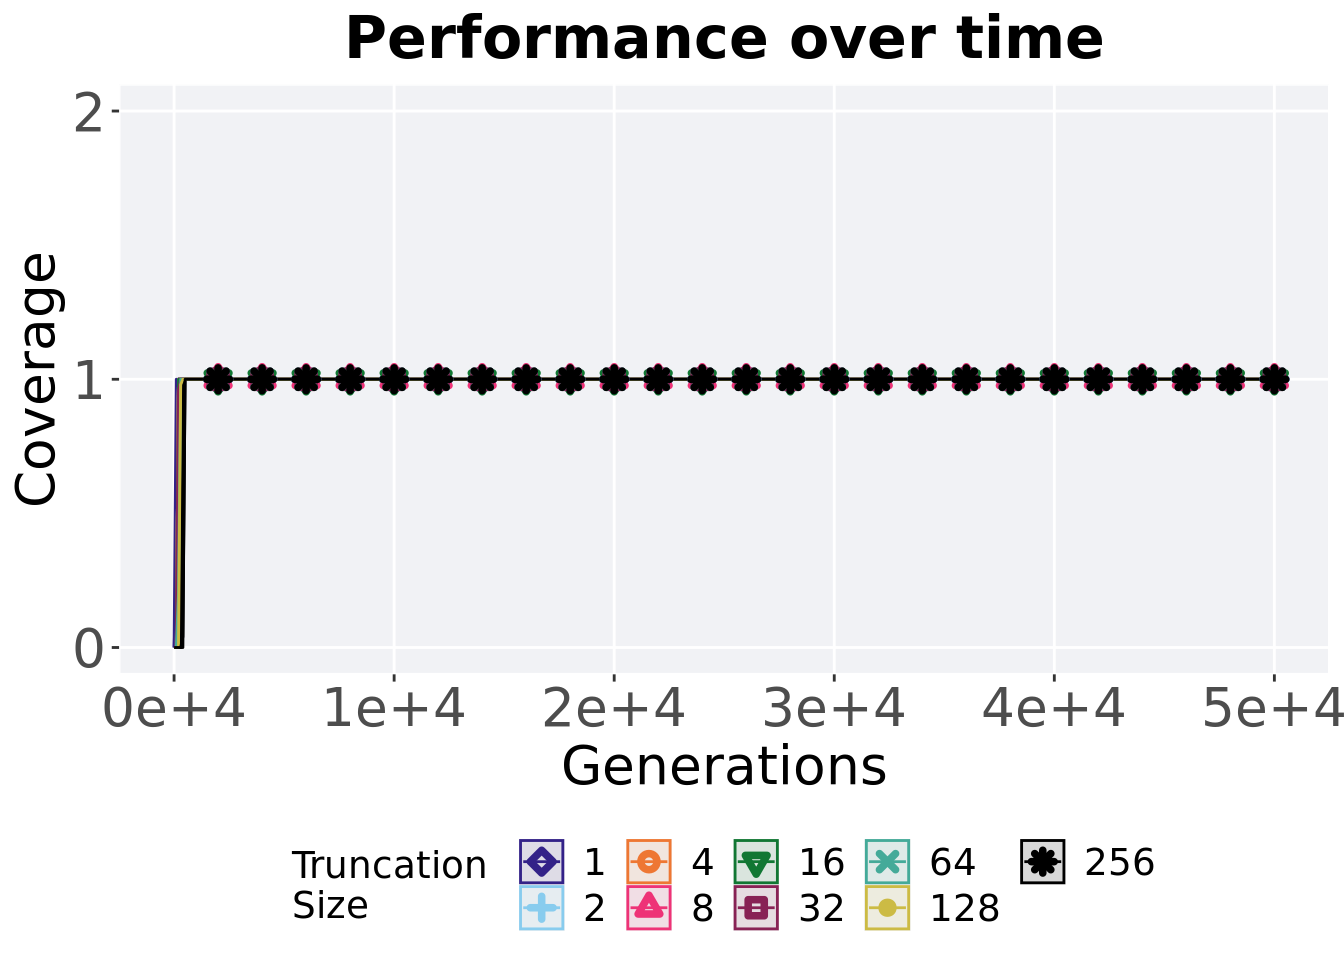 Performance over time
Coverage
2
1
0
0e+4 1e+4 2e+4 3e+4 4e+4 5e+4
Generations
Truncation
Size
1 4 16 64 256
2 8 32 128